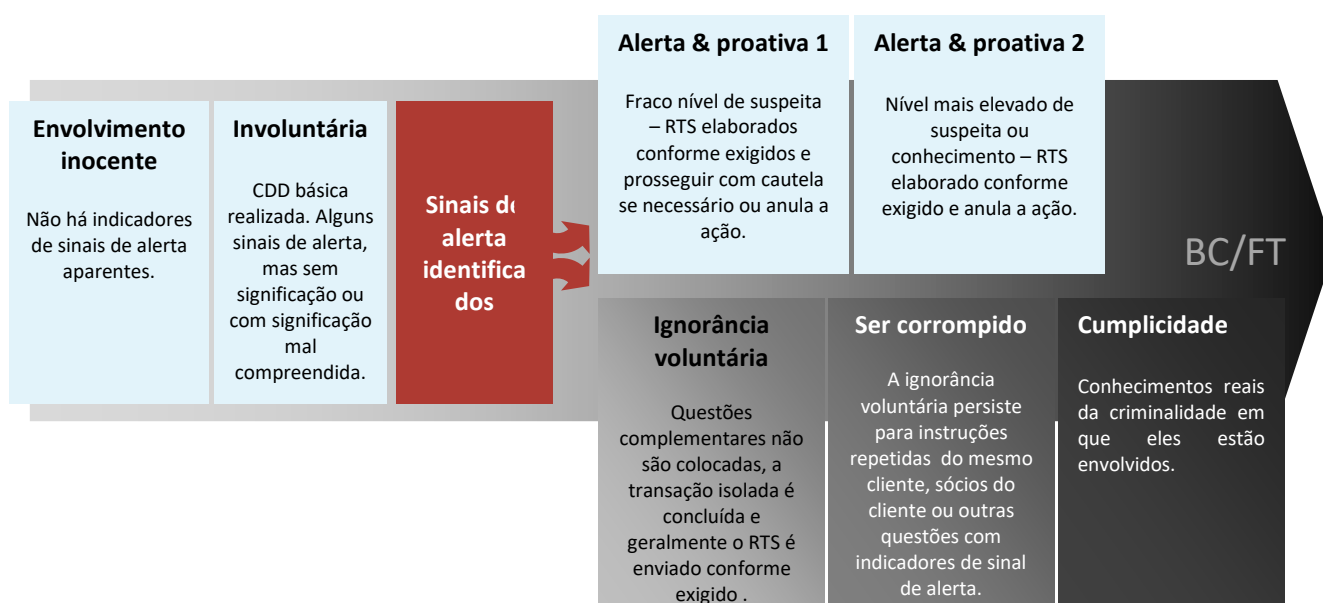 Envolvimento
inocente
Não há indicadores
de sinais de alerta
aparentes.
Involuntária
CDD básica
realizada. Alguns
sinais de alerta,
mas sem
significação ou
com significação
mal
compreendida.
Sinais de
alerta
identifica
dos
Alerta & proativa 1
Fraco nível de suspeita
– RTS elaborados
conforme exigidos e
prosseguir com cautela
se necessário ou anula a
ação.
Alerta & proativa 2
Nível mais elevado de
suspeita ou
conhecimento – RTS
elaborado conforme
exigido e anula a ação.
BC/FT
Ignorância
voluntária
Questões
complementares não
são colocadas, a
transação isolada é
concluída e
geralmente o RTS é
enviado conforme
exigido .
Ser corrompido
A ignorância
voluntária persiste
para instruções
repetidas do mesmo
cliente, sócios do
cliente ou outras
questões com
indicadores de sinal
de alerta.
Cumplicidade
Conhecimentos reais
da criminalidade em
que eles estão
envolvidos.